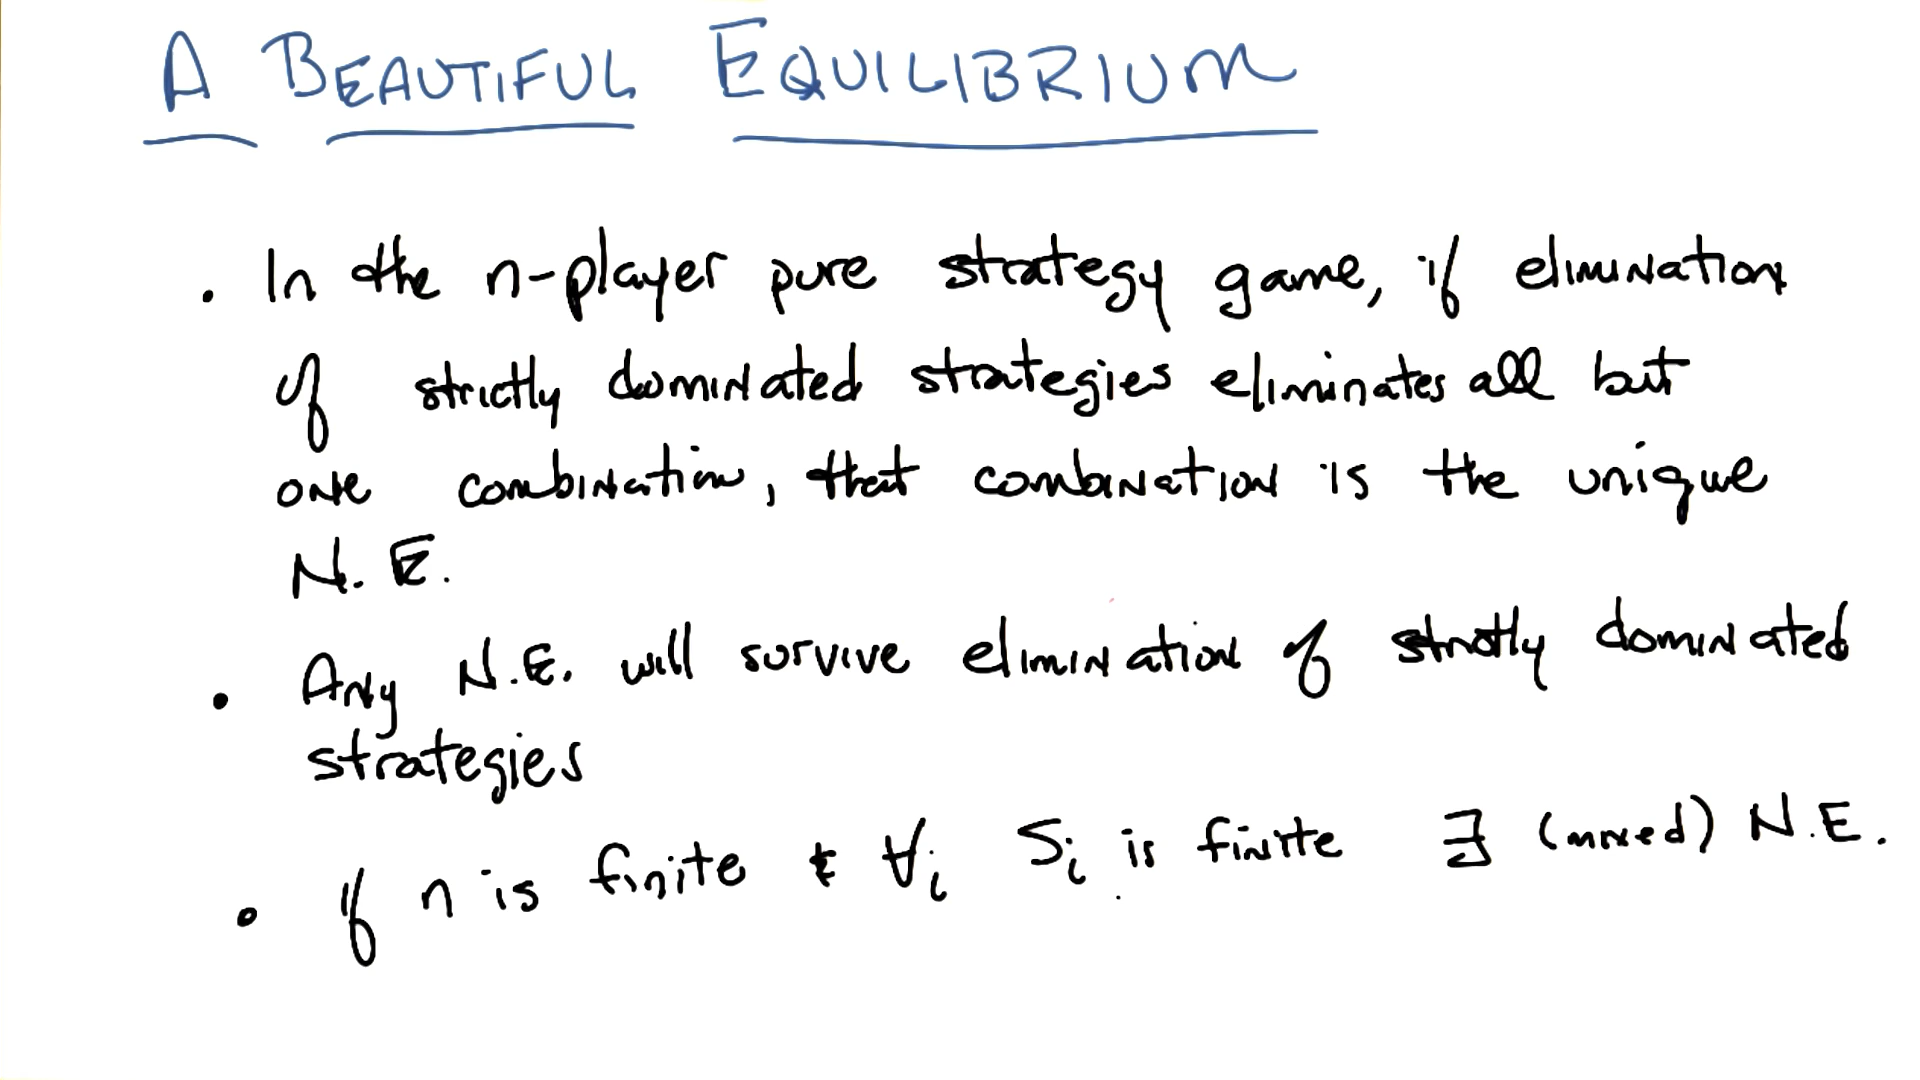 A BEAUTIFUL EQUILIBRIUM
. In the n-player pure strategy game, if elimination
of strictly dominated strategies eliminates all but
one combination, that combination is the unique
N.E.
• Any N.E. will survive elimination of strictly dominated
strategies
• If n is finite & ∀i Si is finite ∃ (mixed) N.E.